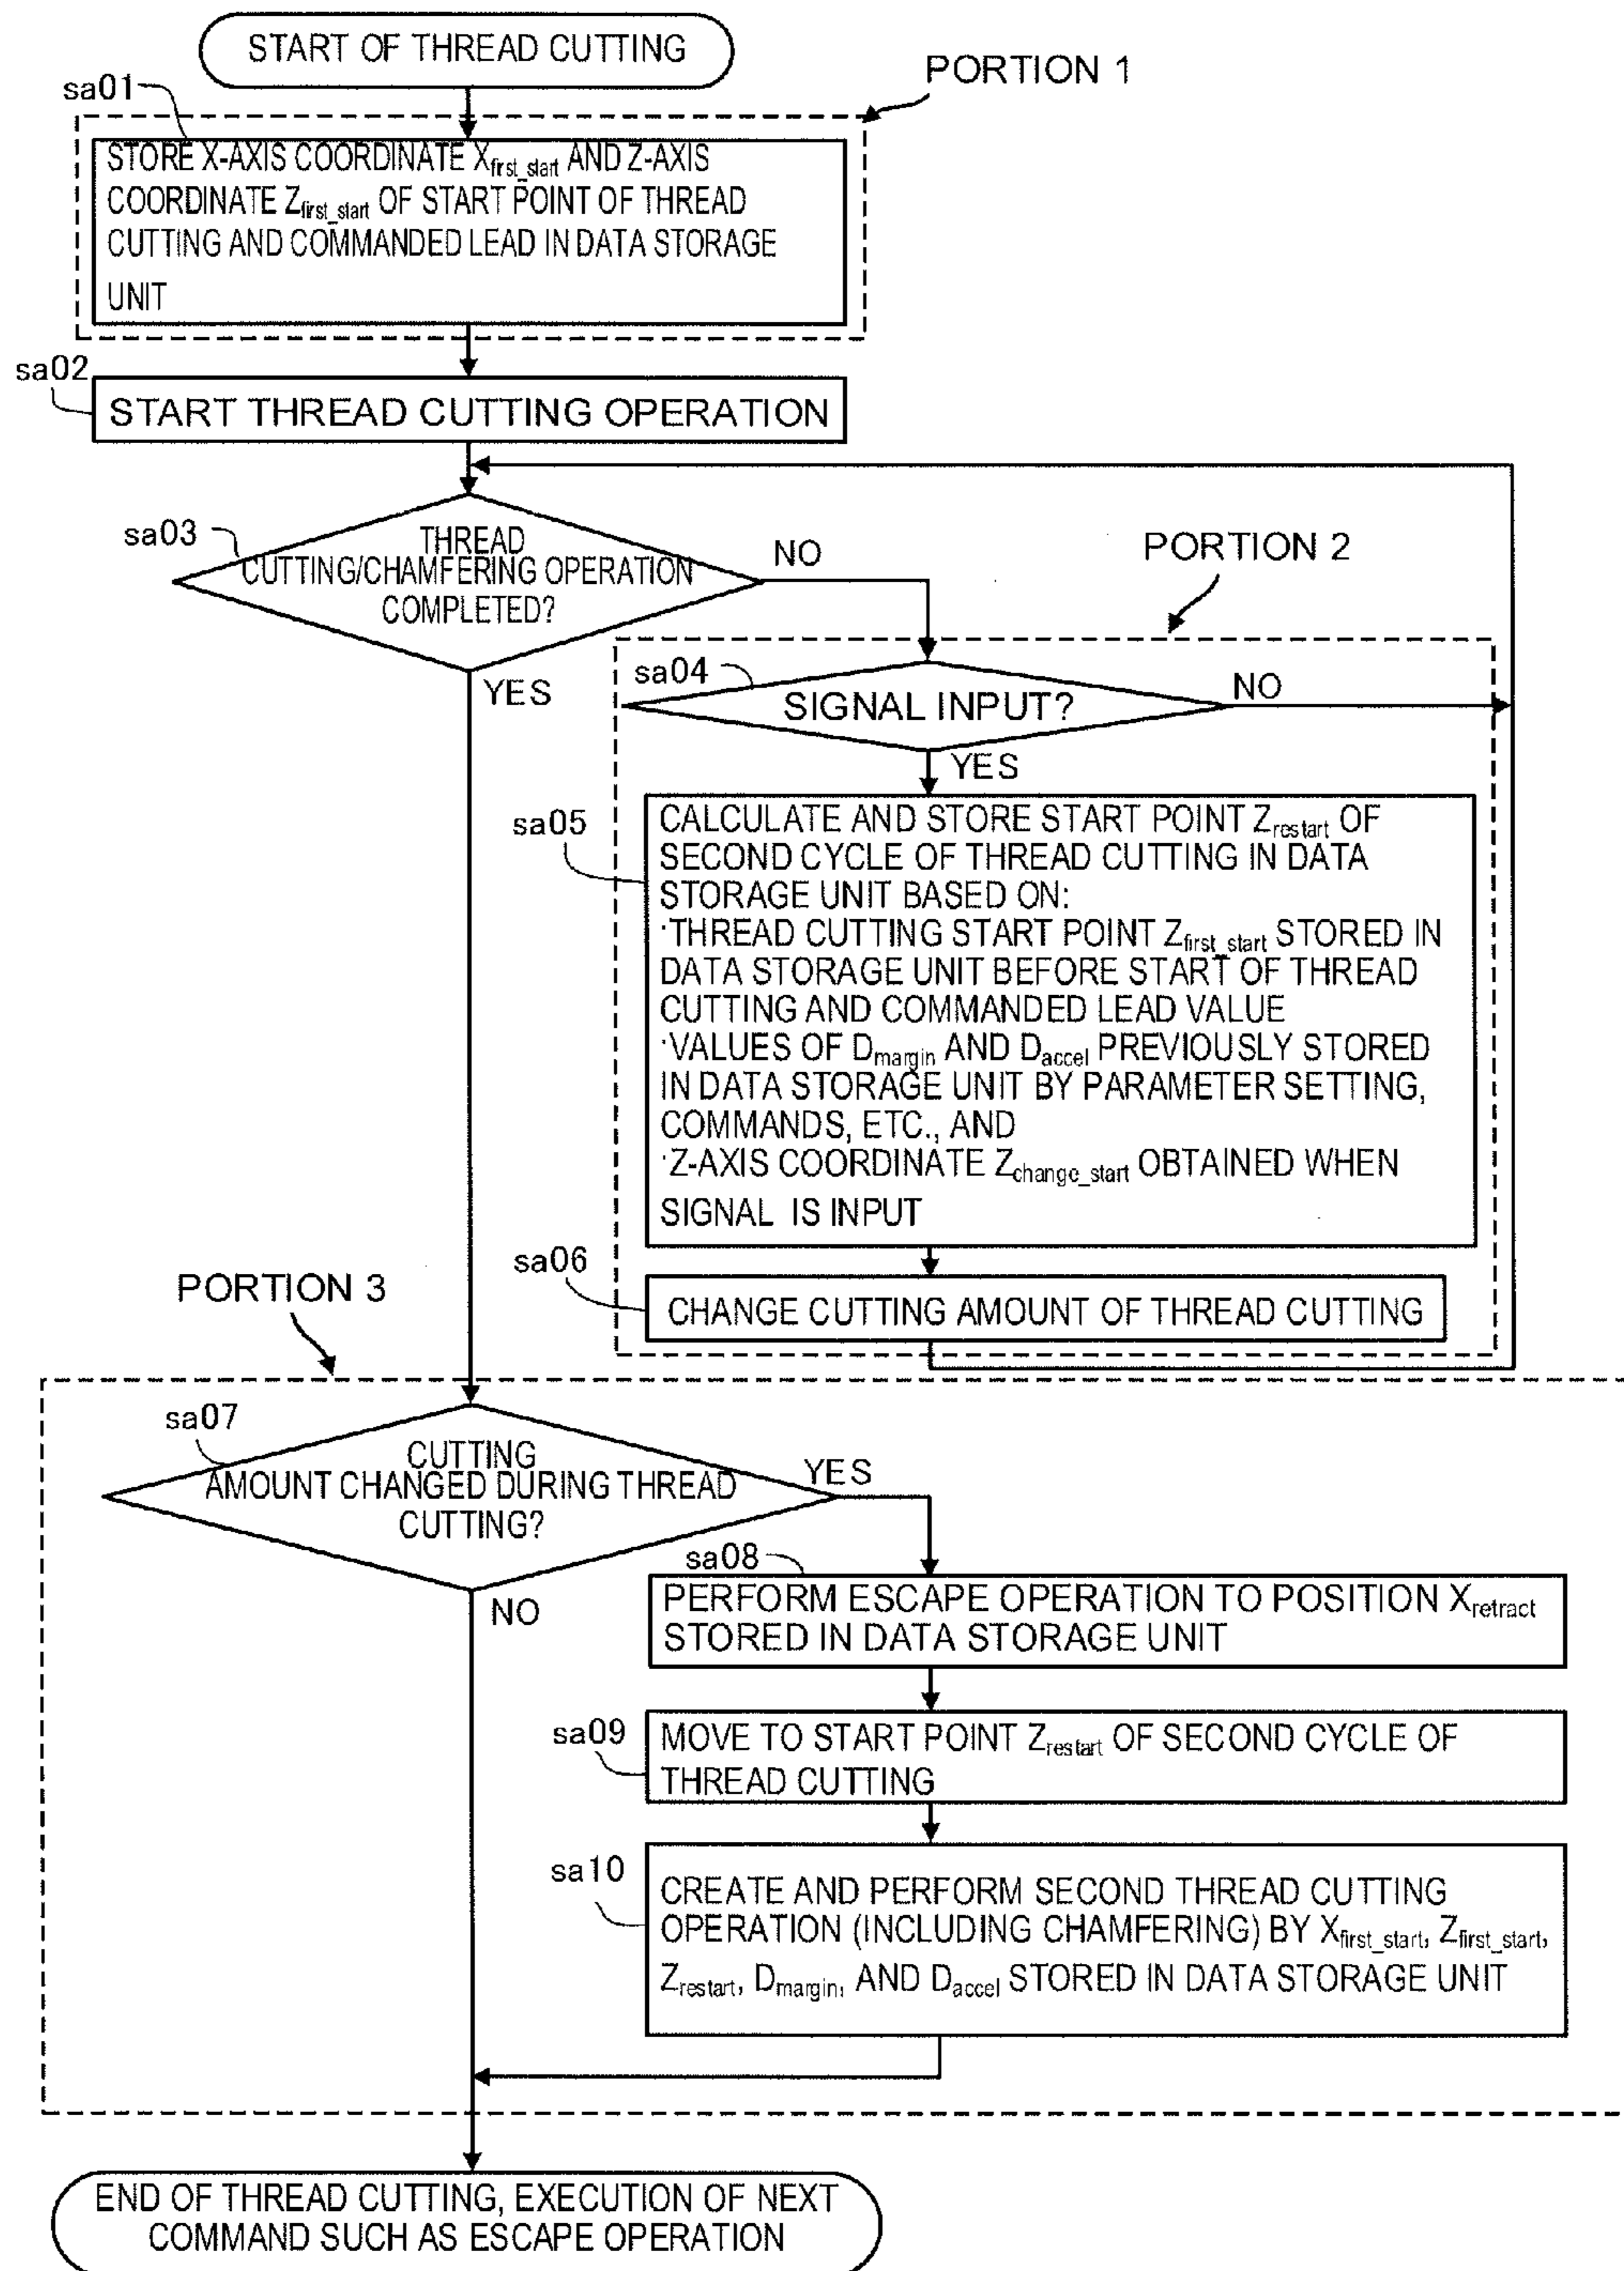 START OF THREAD CUTTING
PORTION 1
sa01
STORE X-AXIS COORDINATE Xfirst_start AND Z-AXIS
COORDINATE Zfirst_start OF START POINT OF THREAD
CUTTING AND COMMANDED LEAD IN DATA STORAGE
UNIT
sa02
START THREAD CUTTING OPERATION
sa03
THREAD
CUTTING/CHAMFERING OPERATION
COMPLETED?
NO
YES
PORTION 2
sa04
SIGNAL INPUT?
NO
YES
sa05
CALCULATE AND STORE START POINT Zrestart OF
SECOND CYCLE OF THREAD CUTTING IN DATA
STORAGE UNIT BASED ON:
·THREAD CUTTING START POINT Zfirst_start STORED IN
DATA STORAGE UNIT BEFORE START OF THREAD
CUTTING AND COMMANDED LEAD VALUE
·VALUES OF Dmargin AND Daccel PREVIOUSLY STORED
IN DATA STORAGE UNIT BY PARAMETER SETTING,
COMMANDS, ETC., AND
·Z-AXIS COORDINATE Zchange_start OBTAINED WHEN
SIGNAL IS INPUT
sa06
CHANGE CUTTING AMOUNT OF THREAD CUTTING
PORTION 3
sa07
CUTTING
AMOUNT CHANGED DURING THREAD
CUTTING?
YES
NO
sa08
PERFORM ESCAPE OPERATION TO POSITION Xretract
STORED IN DATA STORAGE UNIT
sa09
MOVE TO START POINT Zrestart OF SECOND CYCLE OF
THREAD CUTTING
sa10
CREATE AND PERFORM SECOND THREAD CUTTING
OPERATION (INCLUDING CHAMFERING) BY Xfirst_start, Zfirst_start,
Zrestart, Dmargin, AND Daccel STORED IN DATA STORAGE UNIT
END OF THREAD CUTTING, EXECUTION OF NEXT
COMMAND SUCH AS ESCAPE OPERATION